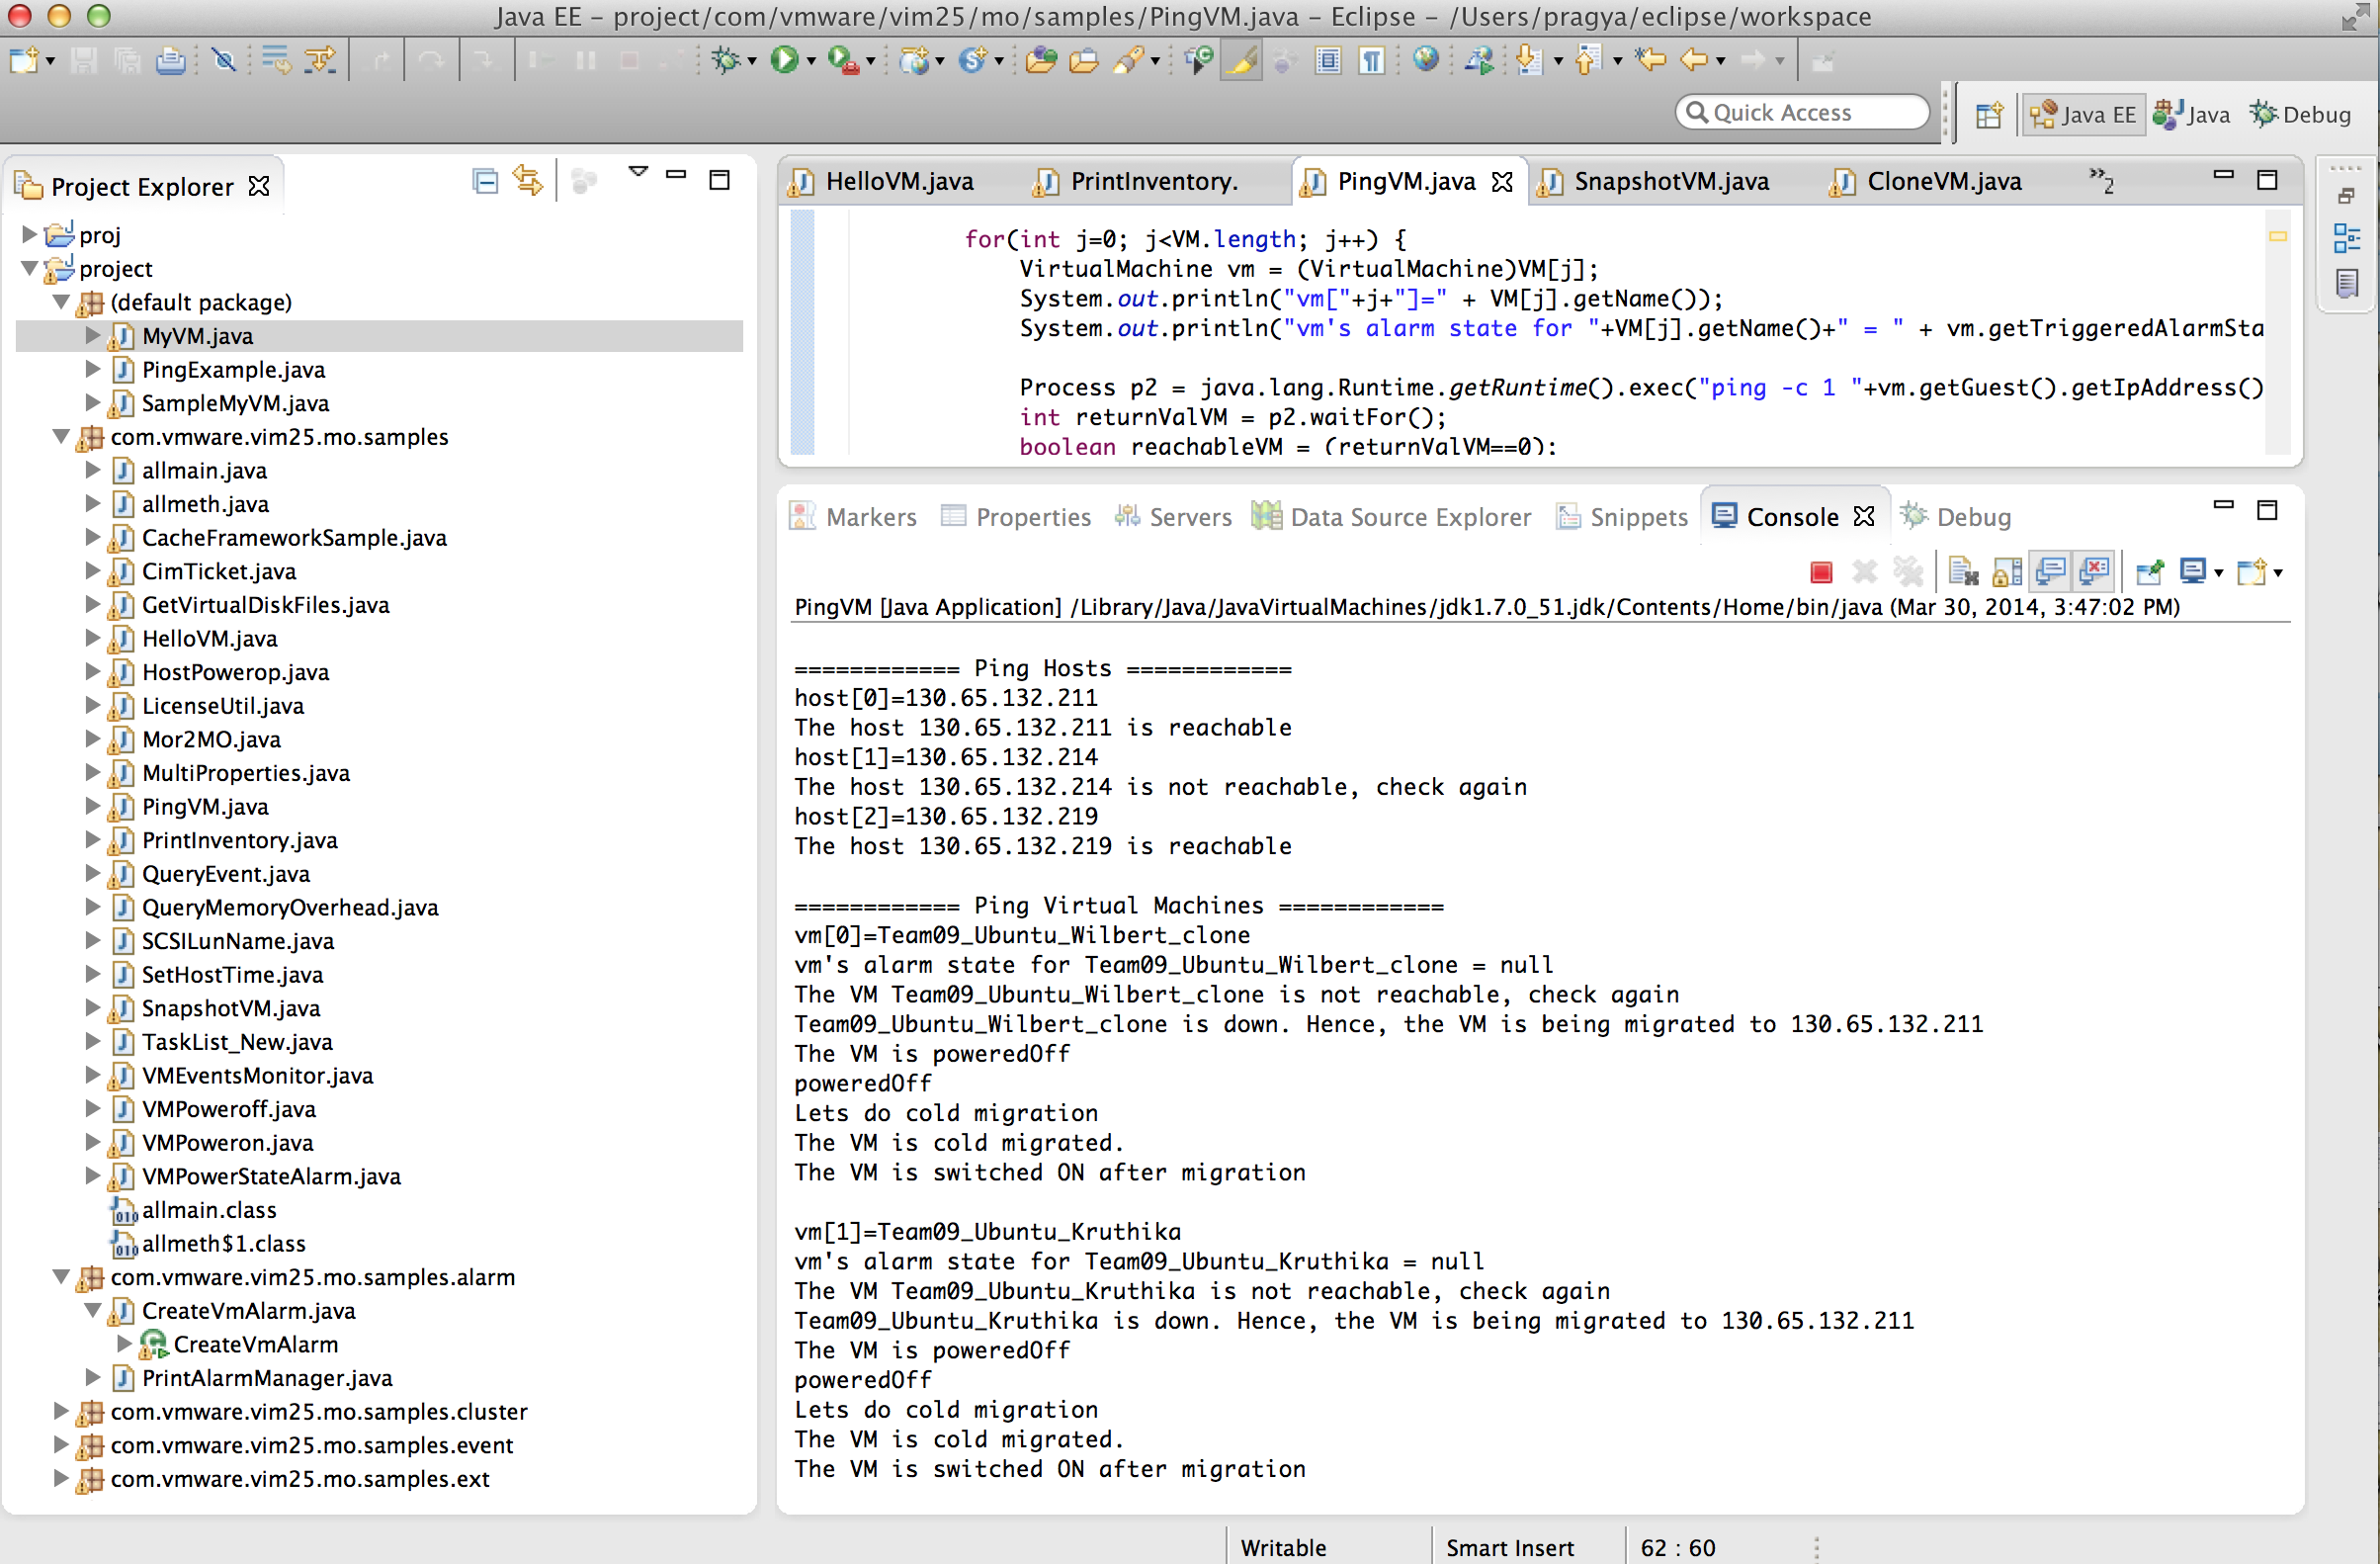 Java EE – project/com/vmware/vim25/mo/samples/PingVM.java – Eclipse – /Users/pragya/eclipse/workspace
Quick Access
Java EE
Java
Debug
Project Explorer
proj
project
(default package)
MyVM.java
PingExample.java
SampleMyVM.java
com.vmware.vim25.mo.samples
allmain.java
allmeth.java
CacheFrameworkSample.java
CimTicket.java
GetVirtualDiskFiles.java
HelloVM.java
HostPowerop.java
LicenseUtil.java
Mor2MO.java
MultiProperties.java
PingVM.java
PrintInventory.java
QueryEvent.java
QueryMemoryOverhead.java
SCSILunName.java
SetHostTime.java
SnapshotVM.java
TaskList_New.java
VMEventsMonitor.java
VMPoweroff.java
VMPoweron.java
VMPowerStateAlarm.java
allmain.class
allmeth$1.class
com.vmware.vim25.mo.samples.alarm
CreateVmAlarm.java
CreateVmAlarm
PrintAlarmManager.java
com.vmware.vim25.mo.samples.cluster
com.vmware.vim25.mo.samples.event
com.vmware.vim25.mo.samples.ext
HelloVM.java PrintInventory. PingVM.java SnapshotVM.java CloneVM.java »2
for(int j=0; j<VM.length; j++) {
VirtualMachine vm = (VirtualMachine)VM[j];
System.out.println("vm["+j+"]=" + VM[j].getName());
System.out.println("vm's alarm state for "+VM[j].getName()+" = " + vm.getTriggeredAlarmSta
Process p2 = java.lang.Runtime.getRuntime().exec("ping -c 1 "+vm.getGuest().getIpAddress()
int returnValVM = p2.waitFor();
boolean reachableVM = (returnValVM==0);
Markers Properties Servers Data Source Explorer Snippets Console Debug
PingVM [Java Application] /Library/Java/JavaVirtualMachines/jdk1.7.0_51.jdk/Contents/Home/bin/java (Mar 30, 2014, 3:47:02 PM)
============ Ping Hosts ============
host[0]=130.65.132.211
The host 130.65.132.211 is reachable
host[1]=130.65.132.214
The host 130.65.132.214 is not reachable, check again
host[2]=130.65.132.219
The host 130.65.132.219 is reachable
============ Ping Virtual Machines ============
vm[0]=Team09_Ubuntu_Wilbert_clone
vm's alarm state for Team09_Ubuntu_Wilbert_clone = null
The VM Team09_Ubuntu_Wilbert_clone is not reachable, check again
Team09_Ubuntu_Wilbert_clone is down. Hence, the VM is being migrated to 130.65.132.211
The VM is poweredOff
poweredOff
Lets do cold migration
The VM is cold migrated.
The VM is switched ON after migration
vm[1]=Team09_Ubuntu_Kruthika
vm's alarm state for Team09_Ubuntu_Kruthika = null
The VM Team09_Ubuntu_Kruthika is not reachable, check again
Team09_Ubuntu_Kruthika is down. Hence, the VM is being migrated to 130.65.132.211
The VM is poweredOff
poweredOff
Lets do cold migration
The VM is cold migrated.
The VM is switched ON after migration
Writable
Smart Insert
62 : 60